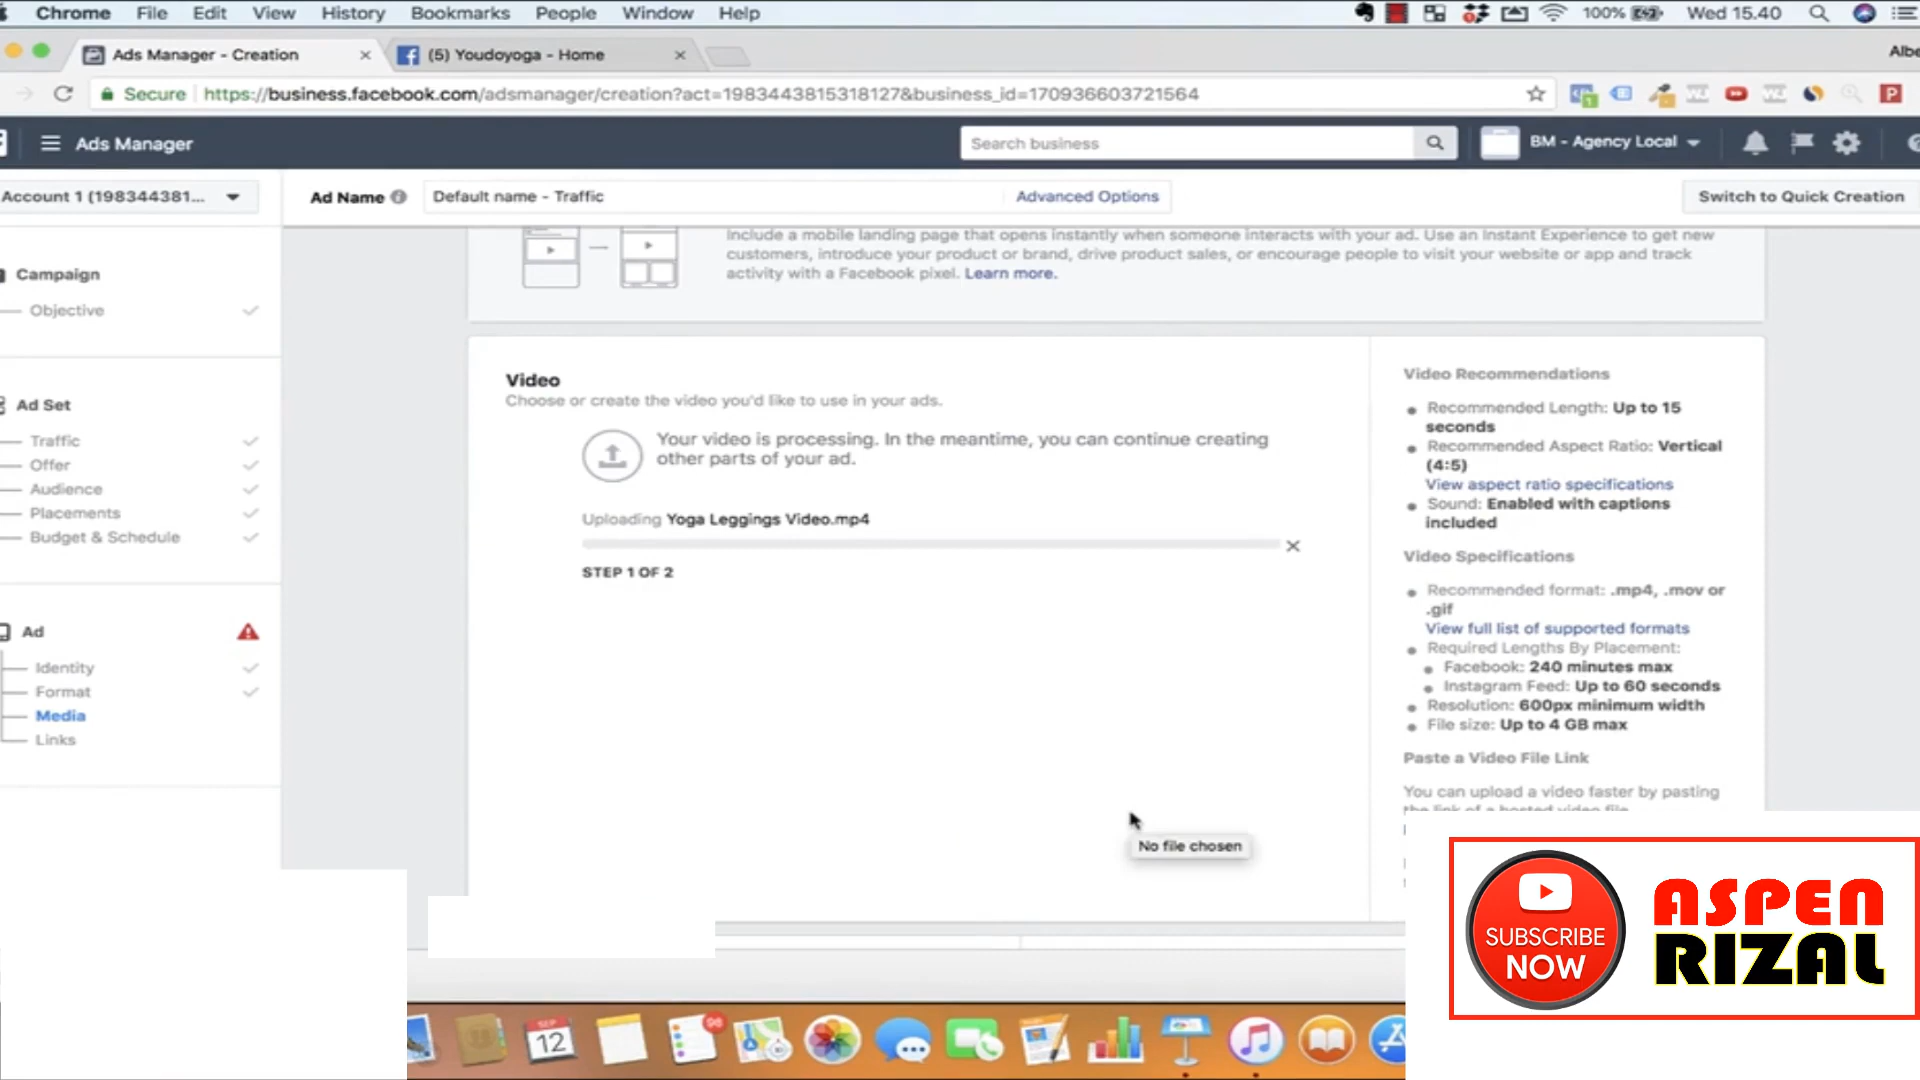 Chrome File Edit View History Bookmarks People Window Help 100% Wed 15.40
Ads Manager - Creation
(5) Youdoyoga - Home
Albe
Secure https://business.facebook.com/adsmanager/creation?act=1983443815318127&business_id=170936603721564
Ads Manager
Search business
BM - Agency Local
Account 1 (198344381...
Ad Name
Default name - Traffic
Advanced Options
Switch to Quick Creation
Campaign
Objective
Ad Set
Traffic
Offer
Audience
Placements
Budget & Schedule
Ad
Identity
Format
Media
Links
Include a mobile landing page that opens instantly when someone interacts with your ad. Use an Instant Experience to get new
customers, introduce your product or brand, drive product sales, or encourage people to visit your website or app and track
activity with a Facebook pixel. Learn more.
Video
Choose or create the video you'd like to use in your ads.
Your video is processing. In the meantime, you can continue creating
other parts of your ad.
Uploading Yoga Leggings Video.mp4
STEP 1 OF 2
No file chosen
Video Recommendations
Recommended Length: Up to 15
seconds
Recommended Aspect Ratio: Vertical
(4:5)
View aspect ratio specifications
Sound: Enabled with captions
included
Video Specifications
Recommended format: .mp4, .mov or
.gif
View full list of supported formats
Required Lengths By Placement:
Facebook: 240 minutes max
Instagram Feed: Up to 60 seconds
Resolution: 600px minimum width
File size: Up to 4 GB max
Paste a Video File Link
You can upload a video faster by pasting
the link of a hosted video file
SUBSCRIBE
NOW
ASPEN
RIZAL
SEP
12